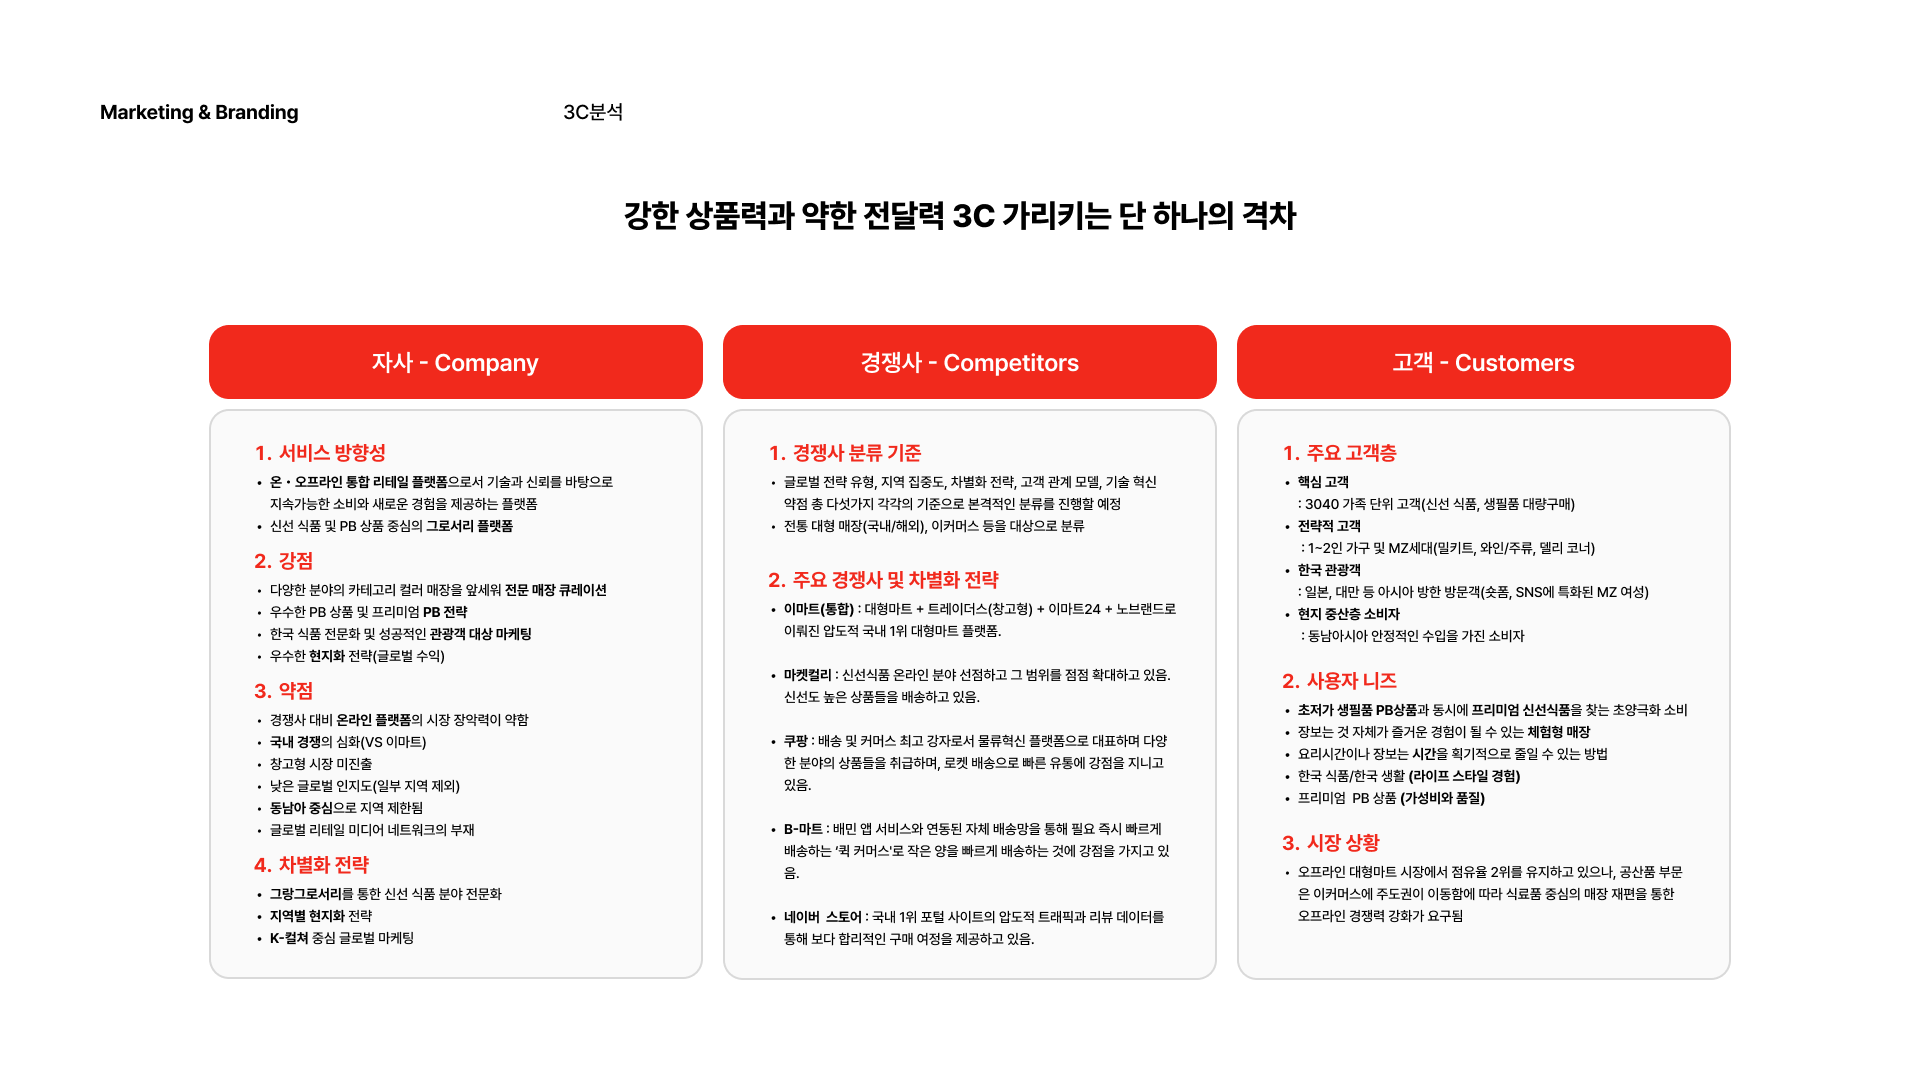 Marketing & Branding
3C분석
강한 상품력과 약한 전달력 3C 가리키는 단 하나의 격차
자사 - Company
1. 서비스 방향성
• 온・오프라인 통합 리테일 플랫폼으로서 기술과 신뢰를 바탕으로
지속가능한 소비와 새로운 경험을 제공하는 플랫폼
• 신선 식품 및 PB 상품 중심의 그로서리 플랫폼
2. 강점
• 다양한 분야의 카테고리 컬러 매장을 앞세워 전문 매장 큐레이션
• 우수한 PB 상품 및 프리미엄 PB 전략
• 한국 식품 전문화 및 성공적인 관광객 대상 마케팅
• 우수한 현지화 전략(글로벌 수익)
3. 약점
• 경쟁사 대비 온라인 플랫폼의 시장 장악력이 약함
• 국내 경쟁의 심화(VS 이마트)
• 창고형 시장 미진출
• 낮은 글로벌 인지도(일부 지역 제외)
• 동남아 중심으로 지역 제한됨
• 글로벌 리테일 미디어 네트워크의 부재
4. 차별화 전략
• 그랑그로서리를 통한 신선 식품 분야 전문화
• 지역별 현지화 전략
• K-컬쳐 중심 글로벌 마케팅
경쟁사 - Competitors
1. 경쟁사 분류 기준
• 글로벌 전략 유형, 지역 집중도, 차별화 전략, 고객 관계 모델, 기술 혁신
약점 총 다섯가지 각각의 기준으로 본격적인 분류를 진행할 예정
• 전통 대형 매장(국내/해외), 이커머스 등을 대상으로 분류
2. 주요 경쟁사 및 차별화 전략
• 이마트(통합) : 대형마트 + 트레이더스(창고형) + 이마트24 + 노브랜드로
이뤄진 압도적 국내 1위 대형마트 플랫폼.
• 마켓컬리 : 신선식품 온라인 분야 선점하고 그 범위를 점점 확대하고 있음.
신선도 높은 상품들을 배송하고 있음.
• 쿠팡 : 배송 및 커머스 최고 강자로서 물류혁신 플랫폼으로 대표하며 다양
한 분야의 상품들을 취급하며, 로켓 배송으로 빠른 유통에 강점을 지니고
있음.
• B-마트 : 배민 앱 서비스와 연동된 자체 배송망을 통해 필요 즉시 빠르게
배송하는 ‘퀵 커머스'로 작은 양을 빠르게 배송하는 것에 강점을 가지고 있
음.
• 네이버  스토어 : 국내 1위 포털 사이트의 압도적 트래픽과 리뷰 데이터를
통해 보다 합리적인 구매 여정을 제공하고 있음.
고객 - Customers
1. 주요 고객층
• 핵심 고객
: 3040 가족 단위 고객(신선 식품, 생필품 대량구매)
• 전략적 고객
: 1~2인 가구 및 MZ세대(밀키트, 와인/주류, 델리 코너)
• 한국 관광객
: 일본, 대만 등 아시아 방한 방문객(숏폼, SNS에 특화된 MZ 여성)
• 현지 중산층 소비자
: 동남아시아 안정적인 수입을 가진 소비자
2. 사용자 니즈
• 초저가 생필품 PB상품과 동시에 프리미엄 신선식품을 찾는 초양극화 소비
• 장보는 것 자체가 즐거운 경험이 될 수 있는 체험형 매장
• 요리시간이나 장보는 시간을 획기적으로 줄일 수 있는 방법
• 한국 식품/한국 생활 (라이프 스타일 경험)
• 프리미엄  PB 상품 (가성비와 품질)
3. 시장 상황
• 오프라인 대형마트 시장에서 점유율 2위를 유지하고 있으나, 공산품 부문
은 이커머스에 주도권이 이동함에 따라 식료품 중심의 매장 재편을 통한
오프라인 경쟁력 강화가 요구됨